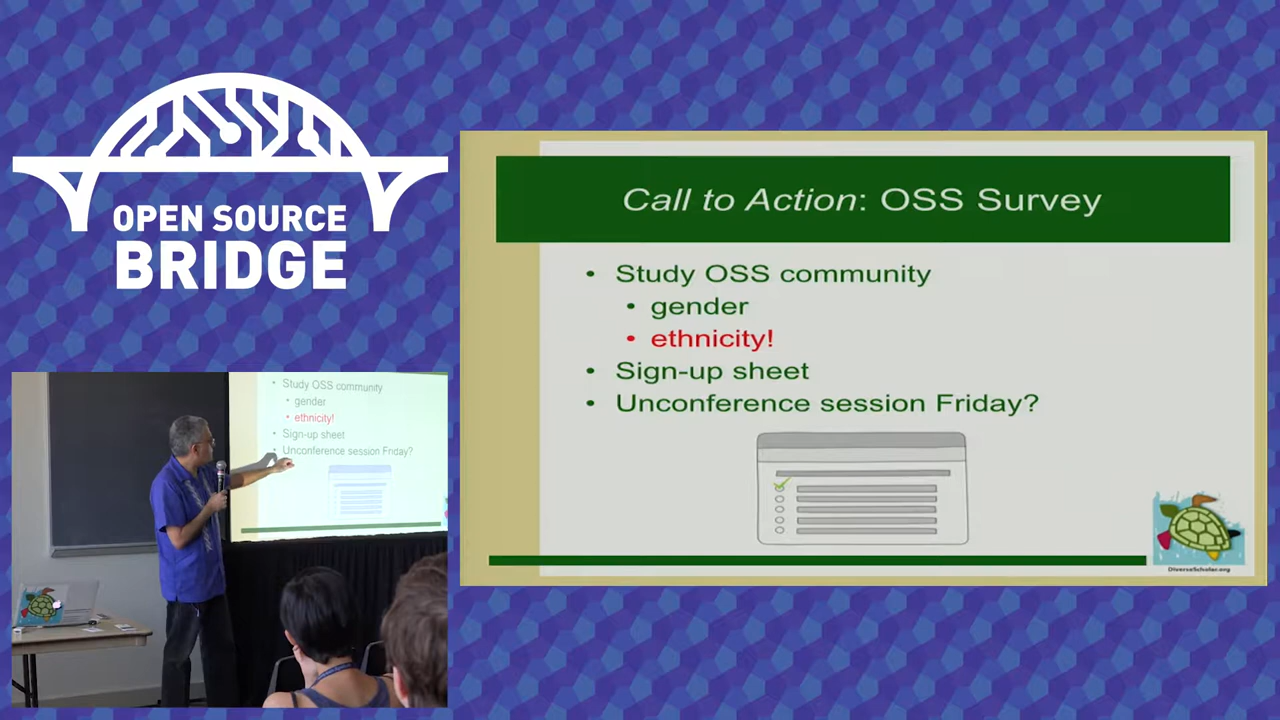 OPEN SOURCE
BRIDGE
Call to Action: OSS Survey
• Study OSS community
• gender
• ethnicity!
• Sign-up sheet
• Unconference session Friday?
DiverseScholar.org
• Study OSS community
• gender
• ethnicity!
• Sign-up sheet
• Unconference session Friday?